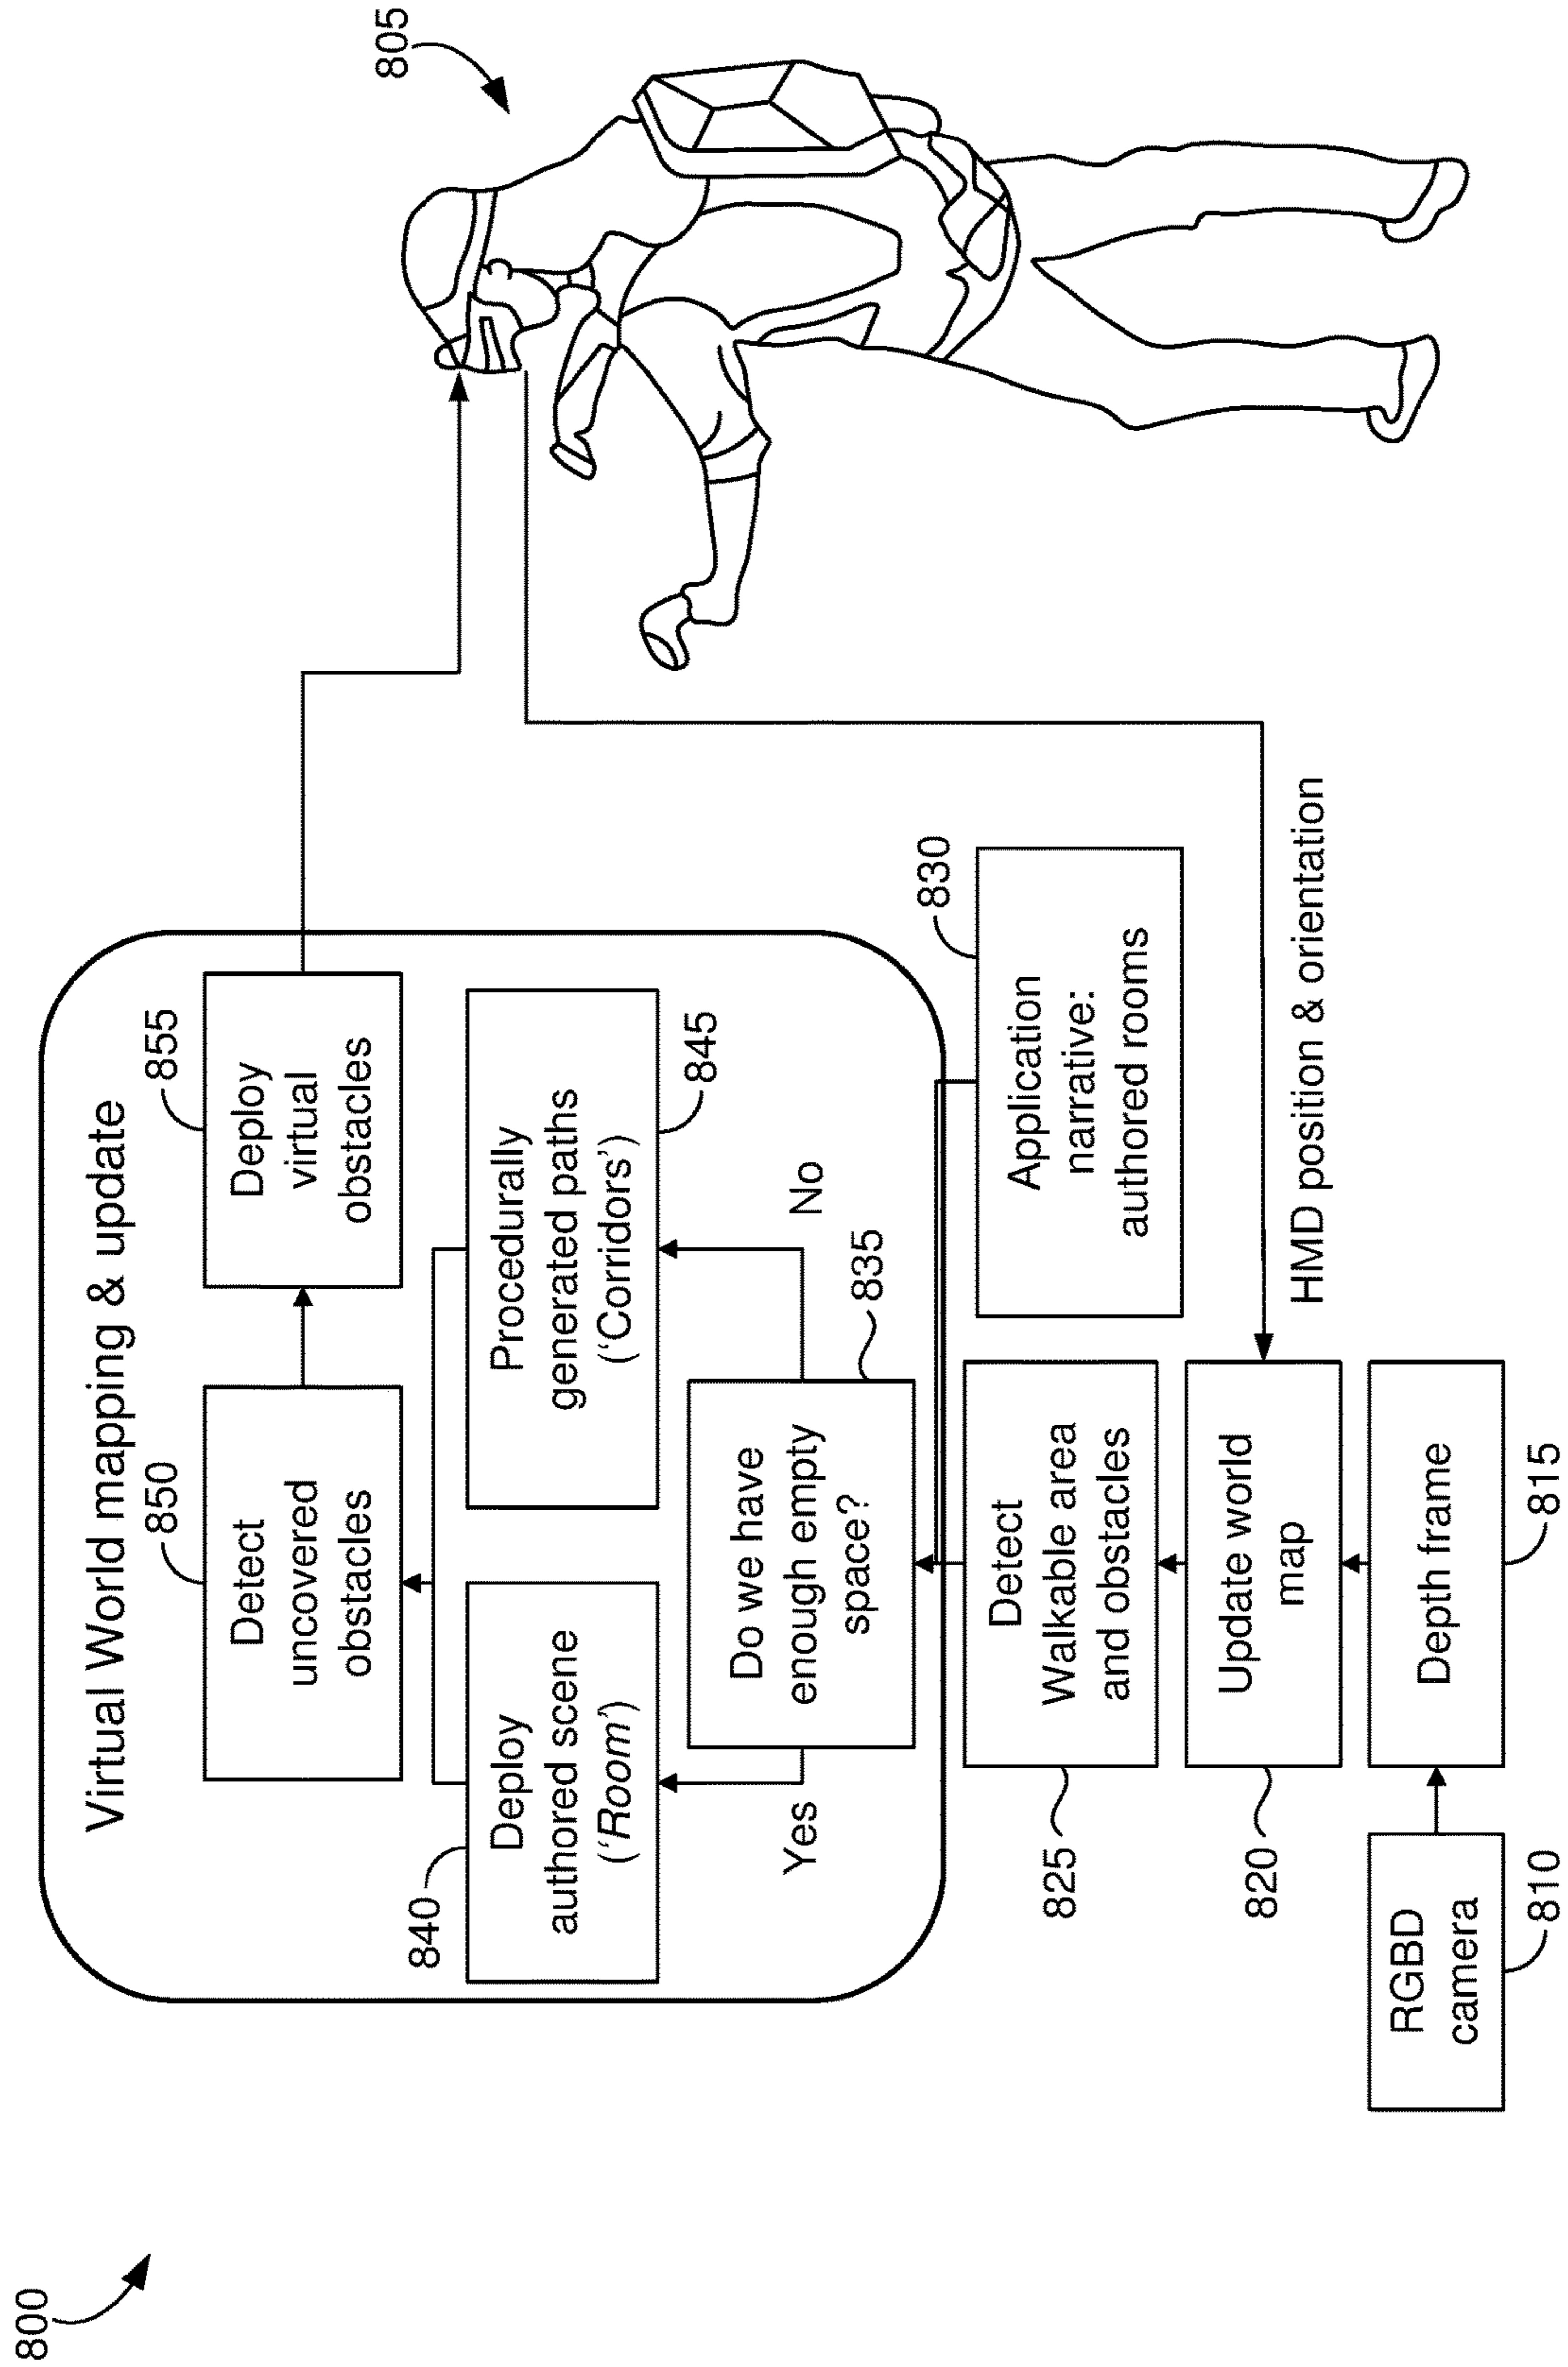 800
805
Virtual World mapping & update
850
855
Detect
uncovered
obstacles
Deploy
virtual
obstacles
840
Deploy
authored scene
(‘Room’)
Procedurally
generated paths
(‘Corridors’)
845
Yes
No
Do we have
enough empty
space?
835
830
Application
narrative:
authored rooms
825
Detect
Walkable area
and obstacles
820
Update world
map
HMD position & orientation
RGBD
camera
810
Depth frame
815